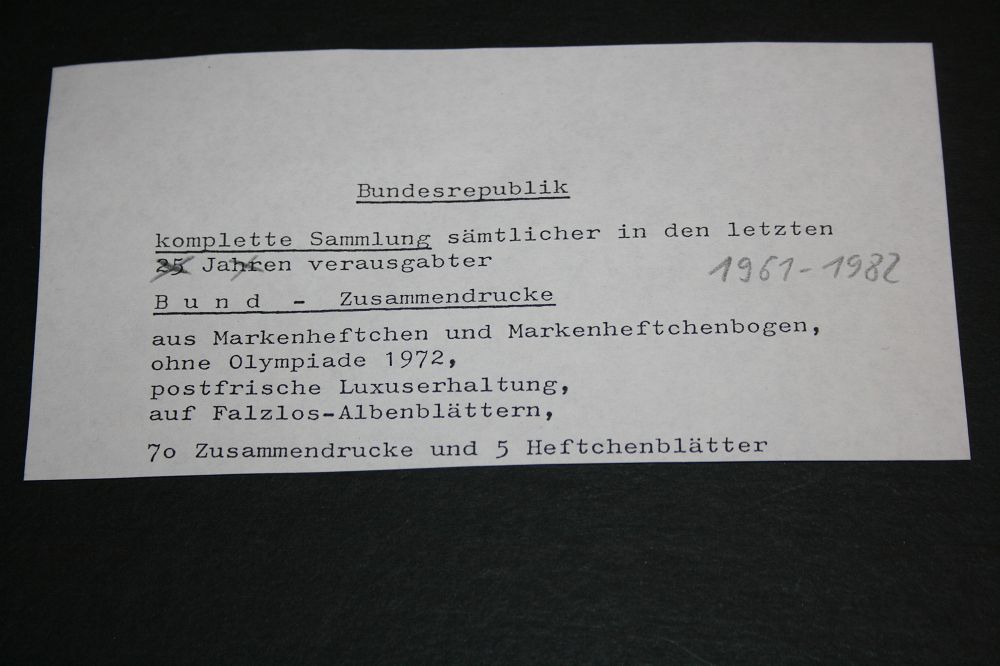 Bundesrepublik
komplette Sammlung sämtlicher in den letzten
25 Jahren verausgabter
1961-1982
B u n d - Zusammendrucke
aus Markenheftchen und Markenheftchenbogen,
ohne Olympiade 1972,
postfrische Luxuserhaltung,
auf Falzlos-Albenblättern,
7o Zusammendrucke und 5 Heftchenblätter